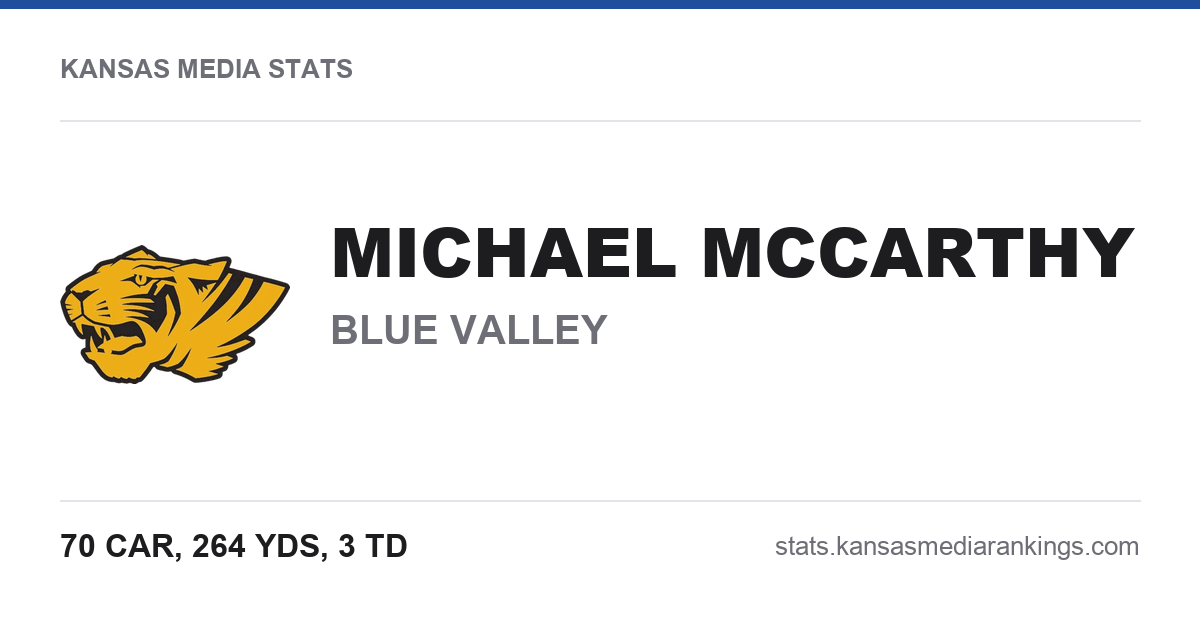 KANSAS MEDIA STATS
MICHAEL MCCARTHY
BLUE VALLEY
70 CAR, 264 YDS, 3 TD
stats.kansasmediarankings.com